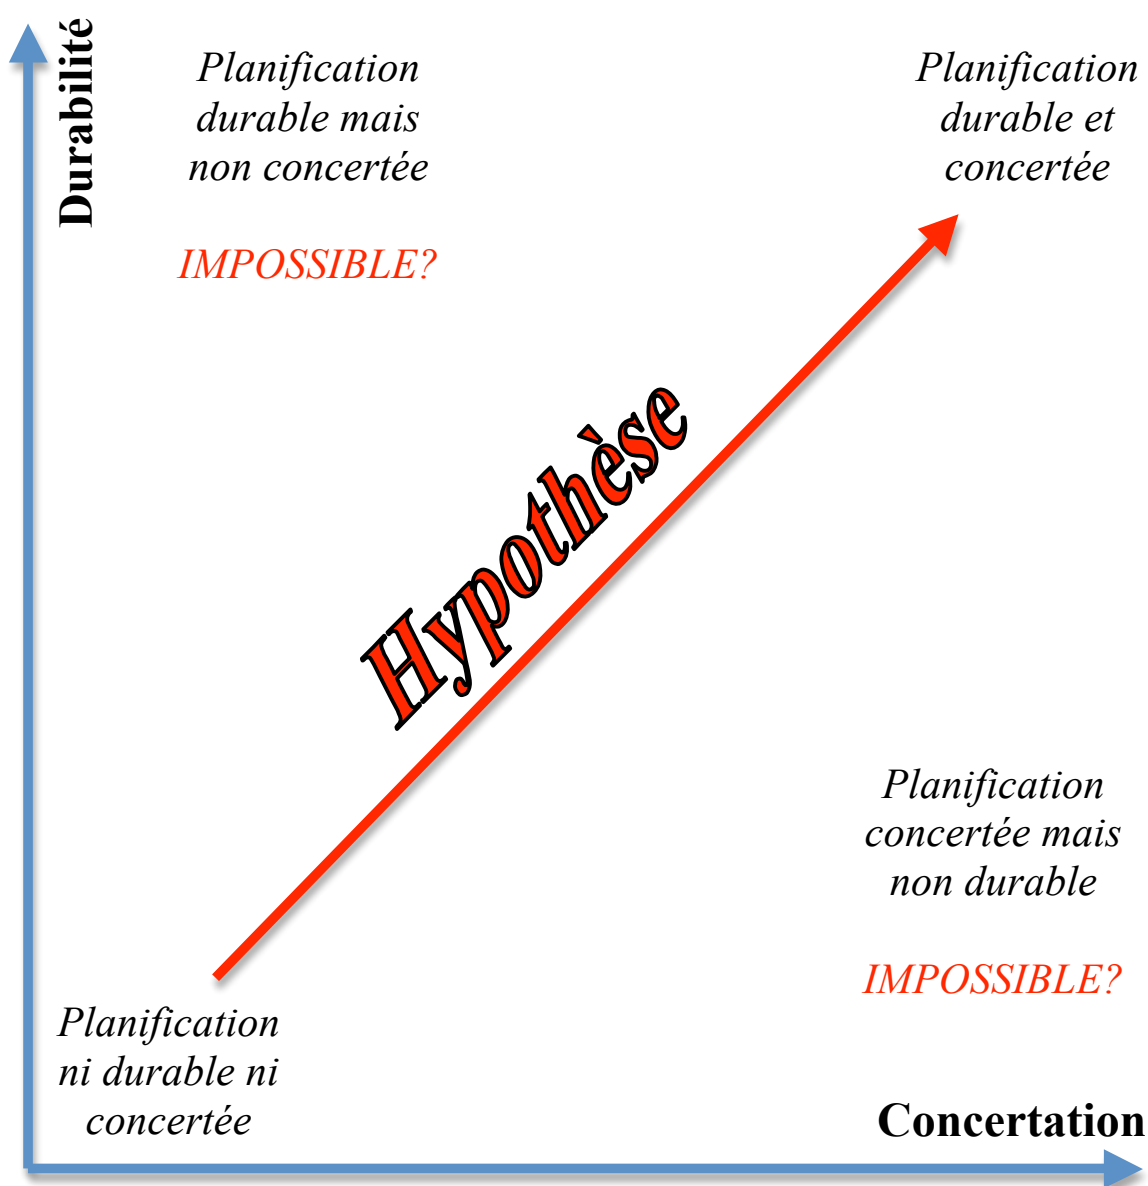 Durabilité
Planification
durable mais
non concertée
IMPOSSIBLE?
Planification
durable et
concertée
Hypothèse
Planification
concertée mais
non durable
IMPOSSIBLE?
Planification
ni durable ni
concertée
Concertation